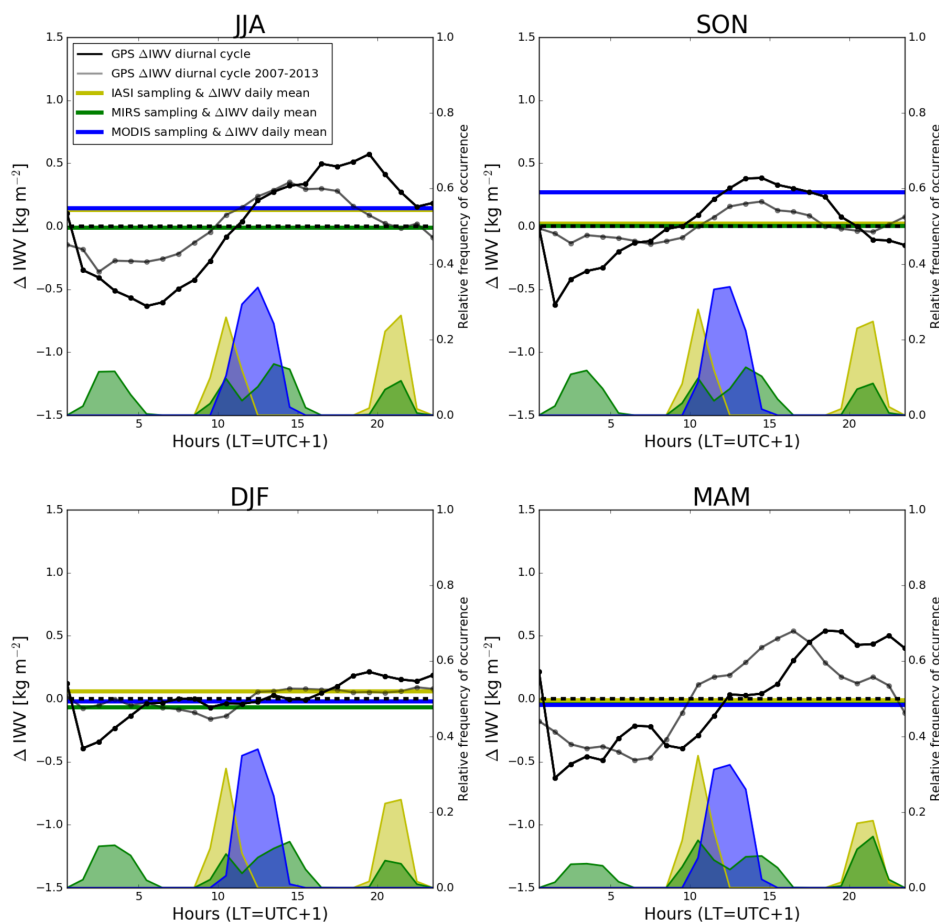 JJA
1.5
1.0
0.5
0.0
−0.5
−1.0
−1.5
Δ IWV [kg m⁻²]
GPS ΔIWV diurnal cycle
GPS ΔIWV diurnal cycle 2007-2013
IASI sampling & ΔIWV daily mean
MIRS sampling & ΔIWV daily mean
MODIS sampling & ΔIWV daily mean
1.0
0.8
0.6
0.4
0.2
0.0
Relative frequency of occurrence
5 10 15 20
Hours (LT=UTC+1)
SON
1.5
1.0
0.5
0.0
−0.5
−1.0
−1.5
Δ IWV [kg m⁻²]
1.0
0.8
0.6
0.4
0.2
0.0
Relative frequency of occurrence
5 10 15 20
Hours (LT=UTC+1)
DJF
1.5
1.0
0.5
0.0
−0.5
−1.0
−1.5
Δ IWV [kg m⁻²]
1.0
0.8
0.6
0.4
0.2
0.0
Relative frequency of occurrence
5 10 15 20
Hours (LT=UTC+1)
MAM
1.5
1.0
0.5
0.0
−0.5
−1.0
−1.5
Δ IWV [kg m⁻²]
1.0
0.8
0.6
0.4
0.2
0.0
Relative frequency of occurrence
5 10 15 20
Hours (LT=UTC+1)